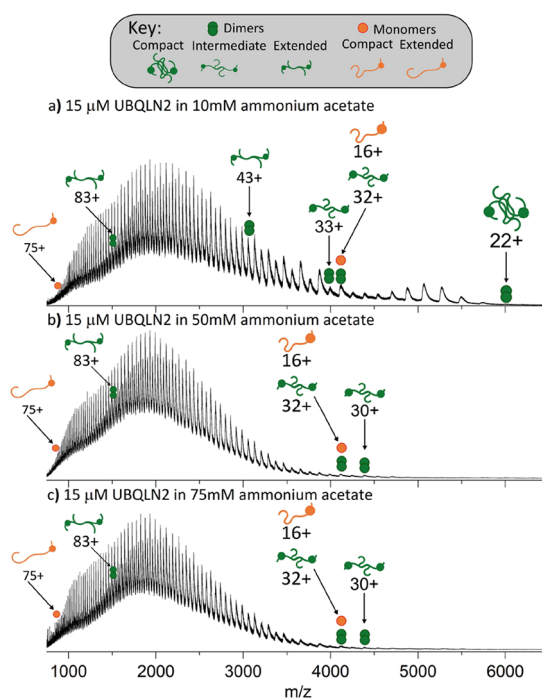 Key:
Dimers
Monomers
Compact Intermediate Extended
Compact Extended
a) 15 μM UBQLN2 in 10mM ammonium acetate
75+
83+
43+
33+
16+
32+
22+
b) 15 μM UBQLN2 in 50mM ammonium acetate
75+
83+
16+
32+
30+
c) 15 μM UBQLN2 in 75mM ammonium acetate
75+
83+
16+
32+
30+
1000 2000 3000 4000 5000 6000
m/z